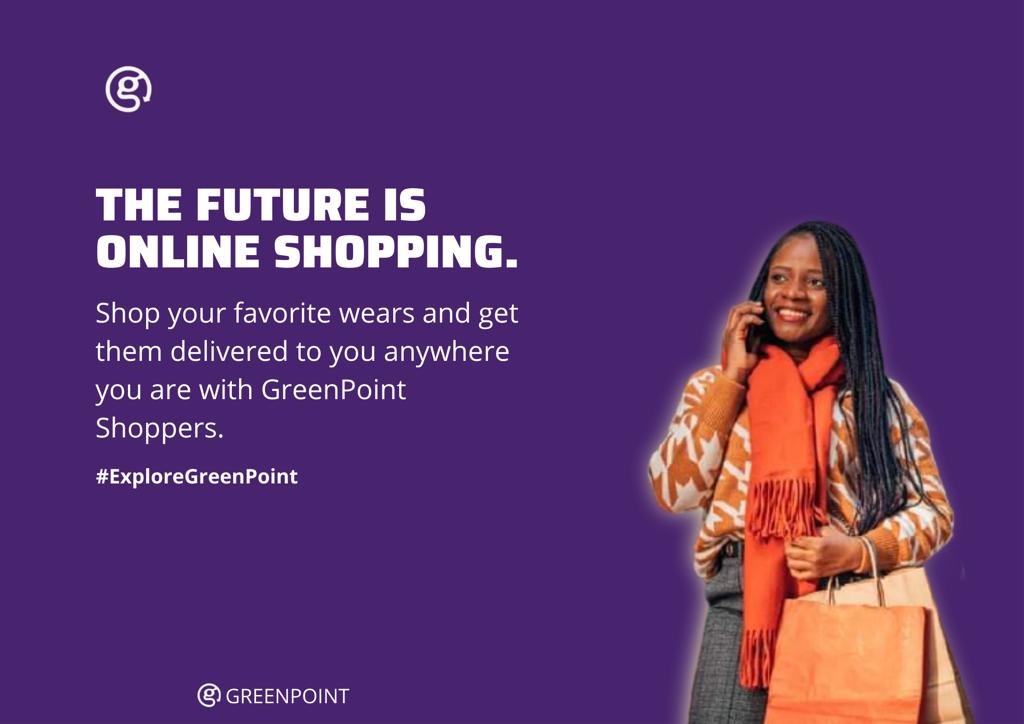 THE FUTURE IS
ONLINE SHOPPING.
Shop your favorite wears and get
them delivered to you anywhere
you are with GreenPoint
Shoppers.
#ExploreGreenPoint
GREENPOINT